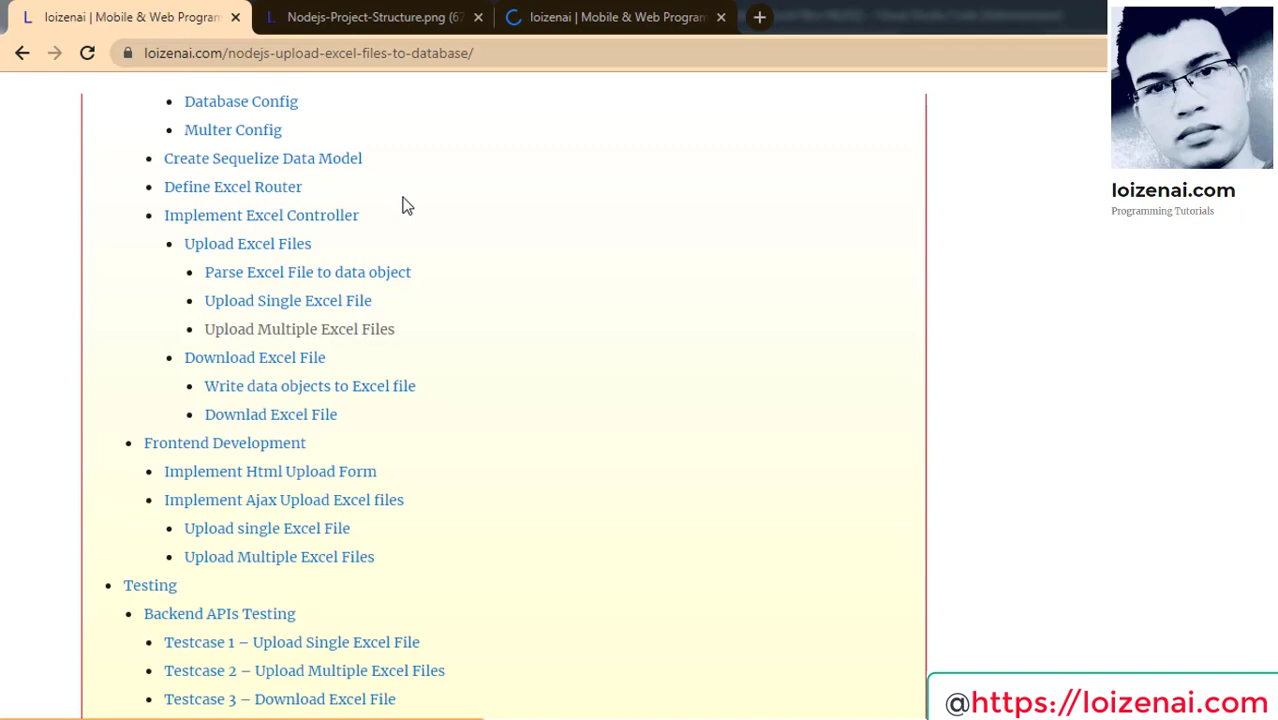 loizenai | Mobile & Web Program
Nodejs-Project-Structure.png (67
loizenai | Mobile & Web Program
loizenai.com/nodejs-upload-excel-files-to-database/
Database Config
Multer Config
Create Sequelize Data Model
Define Excel Router
Implement Excel Controller
Upload Excel Files
Parse Excel File to data object
Upload Single Excel File
Upload Multiple Excel Files
Download Excel File
Write data objects to Excel file
Downlad Excel File
Frontend Development
Implement Html Upload Form
Implement Ajax Upload Excel files
Upload single Excel File
Upload Multiple Excel Files
Testing
Backend APIs Testing
Testcase 1 – Upload Single Excel File
Testcase 2 – Upload Multiple Excel Files
Testcase 3 – Download Excel File
loizenai.com
Programming Tutorials
@https://loizenai.com